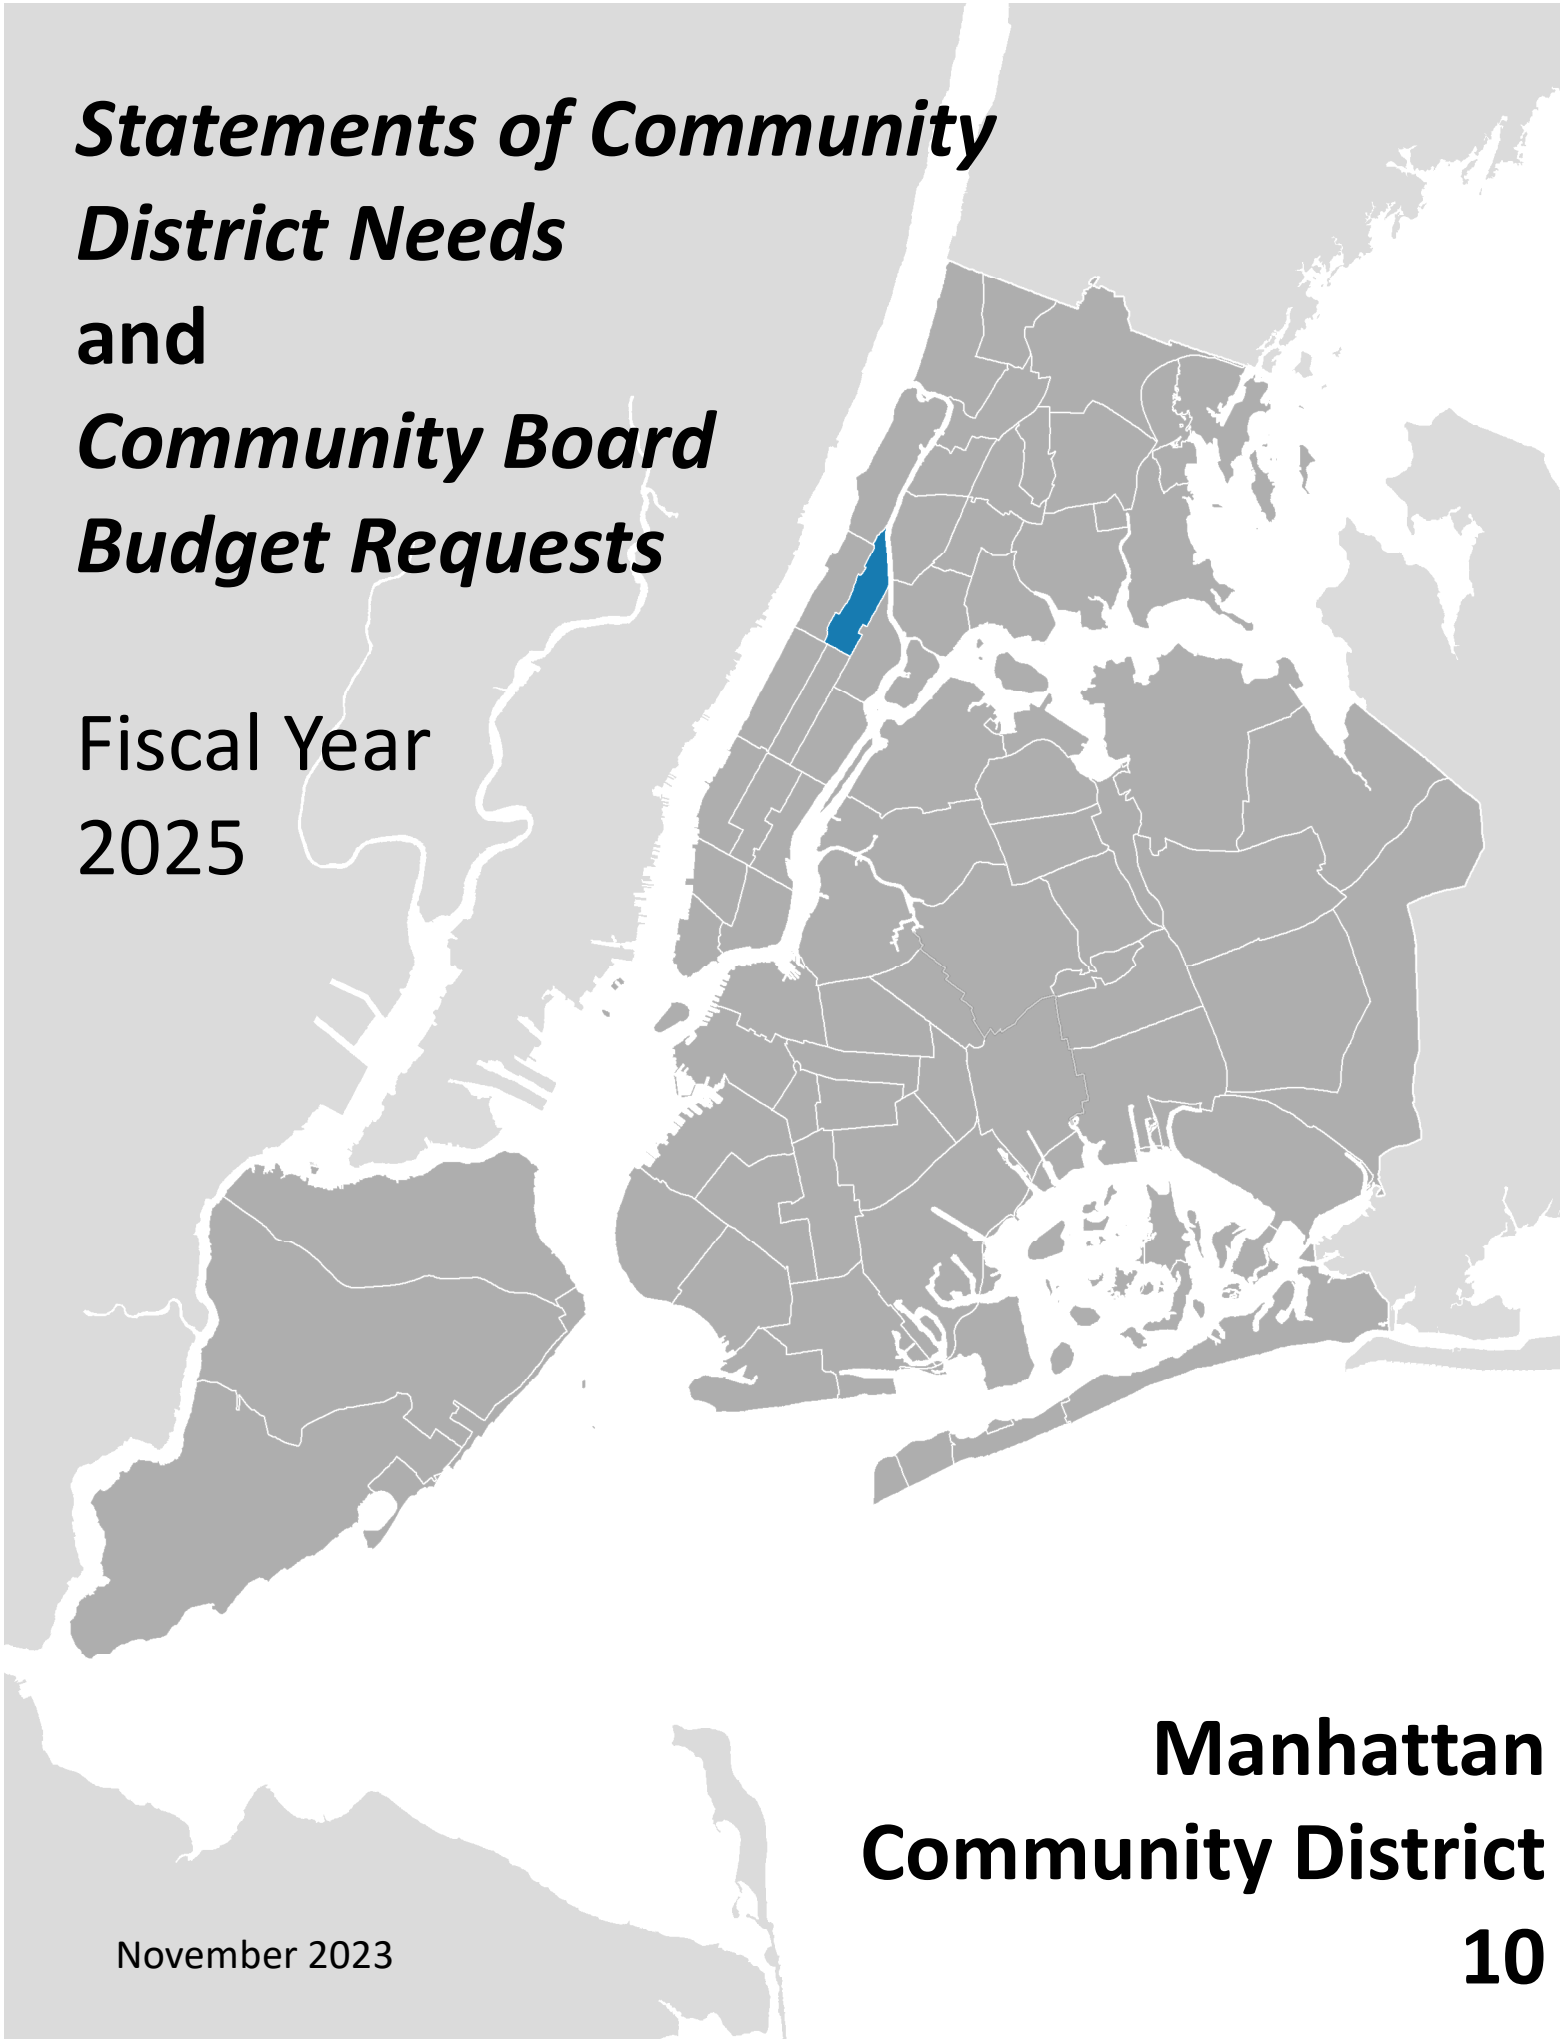 Statements of Community
District Needs
and
Community Board
Budget Requests
Fiscal Year
2025
Manhattan
Community District
10
November 2023